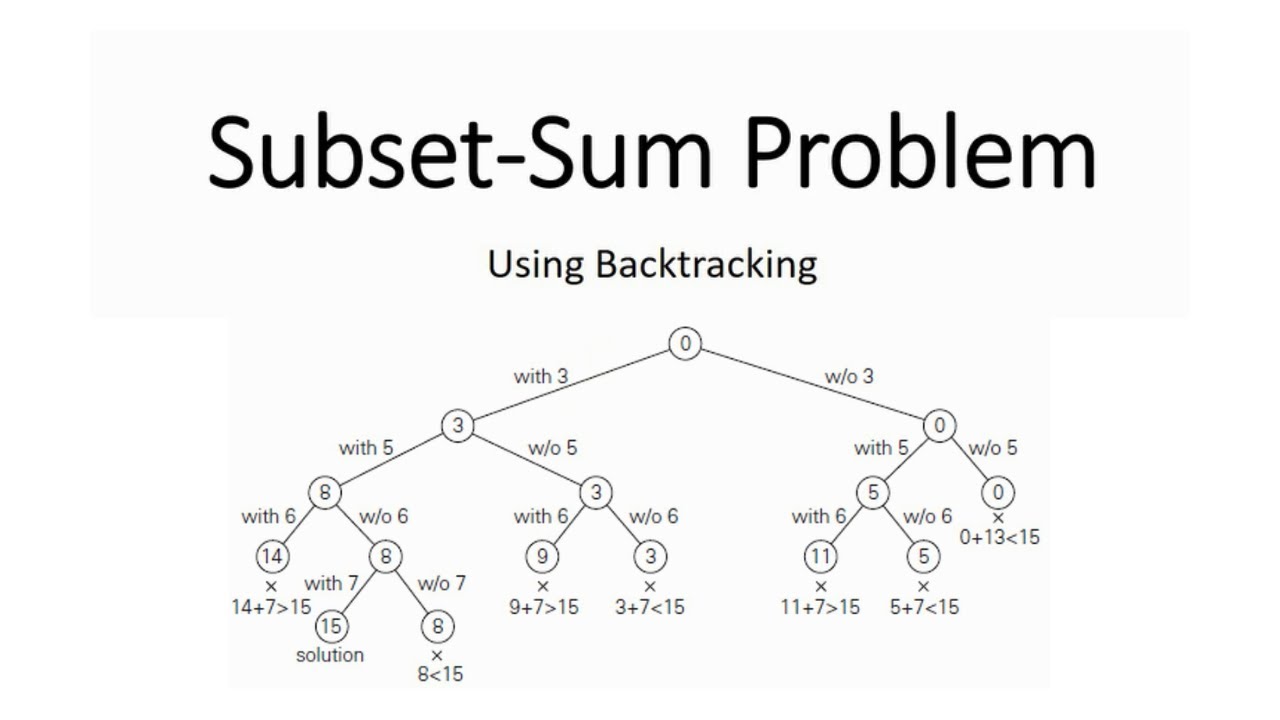 Subset-Sum Problem
Using Backtracking
0
with 3 w/o 3
3 0
with 5 w/o 5 with 5 w/o 5
8 3 5 0
with 6 w/o 6 with 6 w/o 6 with 6 w/o 6 ×
0+13<15
14 8 9 3 11 5
× with 7 w/o 7 × × × ×
14+7>15 9+7>15 3+7<15 11+7>15 5+7<15
15 8
solution ×
8<15